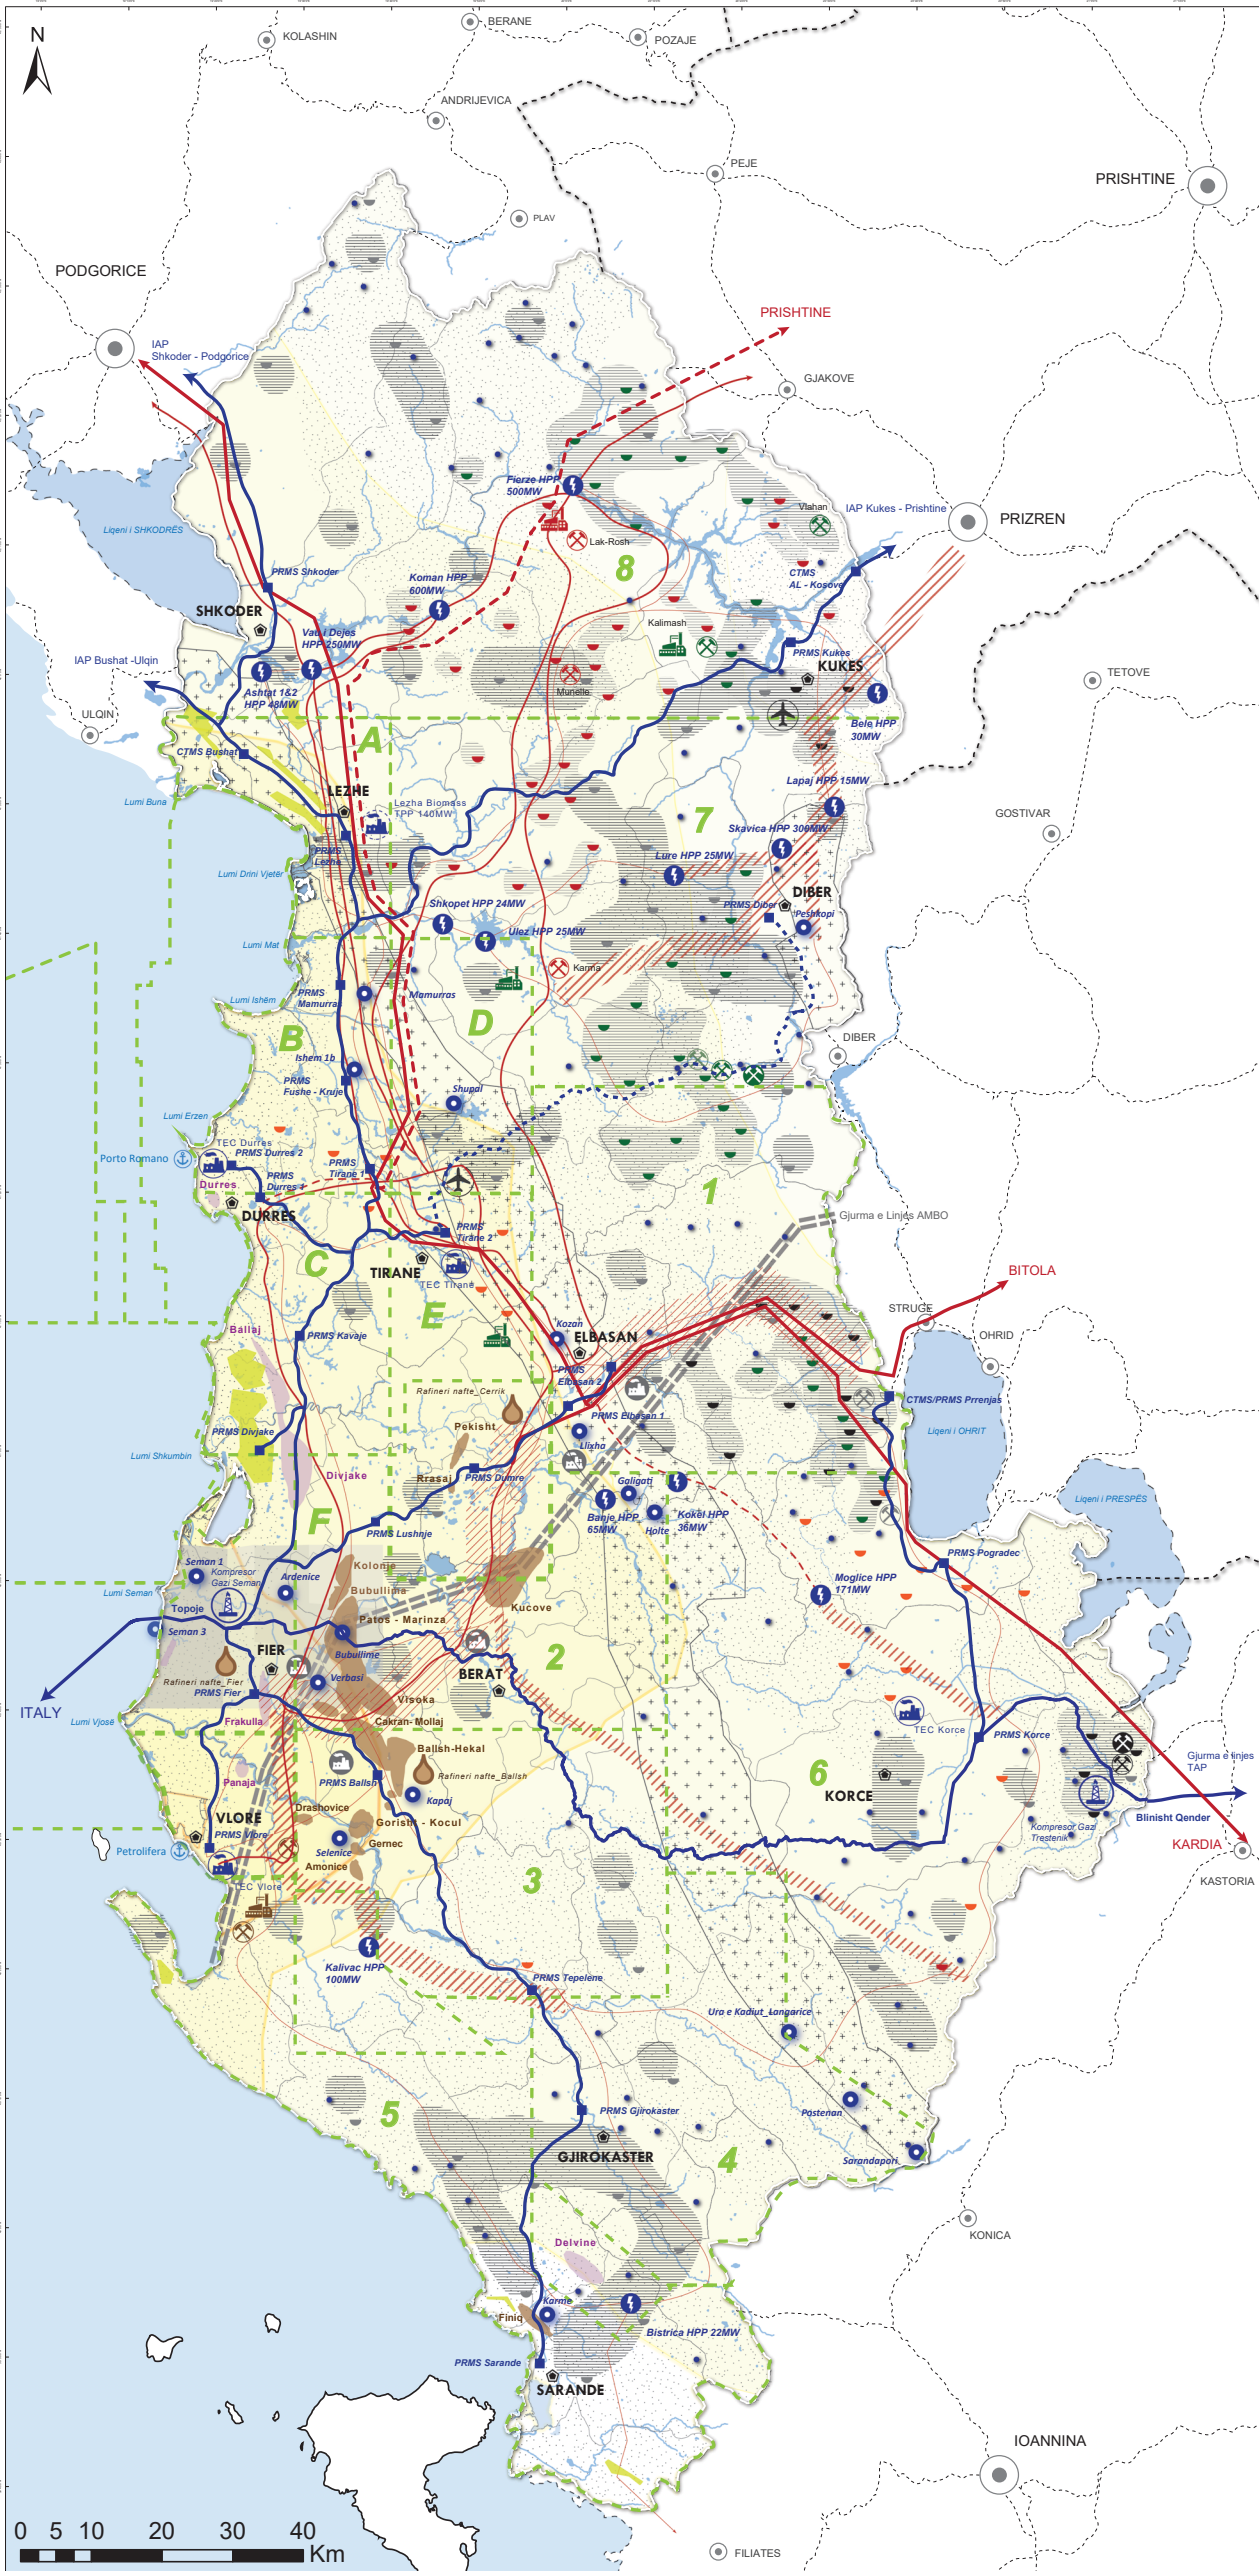 BERANE
N
KOLASHIN
POZAJE
ANDRIJEVICA
PEJE
PRISHTINE
PLAV
PODGORICE
PRISHTINE
IAP
Shkoder - Podgorice
GJAKOVE
Fierze HPP
500MW
Vlahan
IAP Kukes - Prishtine
PRIZREN
Liqeni i SHKODRËS
Lak-Rosh
8
PRMS Shkoder
Koman HPP
600MW
CTMS
AL - Kosove
SHKODER
Kalimash
Vau i Dejes
HPP 250MW
PRMS Kukes
IAP Bushat -Ulqin
KUKES
TETOVE
Ashtat 1&2
HPP 48MW
Munelle
ULQIN
Bele HPP
30MW
A
CTMS Bushat
Lapaj HPP 15MW
LEZHE
Lumi Buna
Lezha Biomass
TPP 140MW
7
GOSTIVAR
Skavica HPP 300MW
PRMS
Lezhe
Lure HPP 25MW
Lumi Drini Vjetër
DIBER
Shkopet HPP 24MW
PRMS Diber
Peshkopi
Ulez HPP 25MW
Lumi Mat
Karma
PRMS
Mamurras
Mamurras
Lumi Ishëm
D
B
DIBER
Ishem 1b
PRMS
Fushe - Kruje
Shupal
Lumi Erzen
TEC Durres
PRMS Durres 2
Porto Romano
PRMS
Tirane 1
PRMS
Durres 1
Durres
1
DURRES
Gjurma e Linjes AMBO
PRMS
Tirane 2
C
TIRANE
BITOLA
TEC Tirane
STRUGE
E
Kozan
Ballaj
PRMS Kavaje
ELBASAN
OHRID
PRMS
Elbasan 2
Rafineri nafte_Cerrik
CTMS/PRMS Prrenjas
PRMS Elbasan 1
Pekisht
PRMS Divjake
Liqeni i OHRIT
Llixha
Lumi Shkumbin
Divjake
Rrasaj
PRMS Dumre
Galigati
Liqeni i PRESPËS
Banje HPP
65MW
Kokel HPP
36MW
Holte
F
PRMS Lushnje
PRMS Pogradec
Seman 1
Kolonje
Kompresor
Gazi Seman
Ardenice
Moglice HPP
171MW
Lumi Seman
Bubullima
Topoje
Kucove
Patos - Marinza
Seman 3
FIER
Bubullime
2
BERAT
Rafineri nafte_Fier
Verbasi
PRMS Fier
Visoka
ITALY
Lumi Vjosë
Frakulla
Cakran- Mollaj
TEC Korce
PRMS Korce
Ballsh-Hekal
Gjurma e linjes
TAP
Panaja
PRMS Ballsh
Rafineri nafte_Ballsh
6
KORCE
Kapaj
Drashovice
Blinisht Qender
VLORE
Gorisht - Kocul
Kompresor Gazi
Trestenik
PRMS Vlore
Gernec
KARDIA
Petrolifera
Selenice
Amonice
KASTORIA
TEC Vlore
3
Kalivac HPP
100MW
PRMS Tepelene
Ura e Kadiut_Langarice
5
Postenan
PRMS Gjirokaster
GJIROKASTER
4
Sarandapori
KONICA
Delvine
Karme
Finiq
Bistrica HPP 22MW
PRMS Sarande
SARANDE
IOANNINA
0 5 10 20 30 40
Km
FILIATES